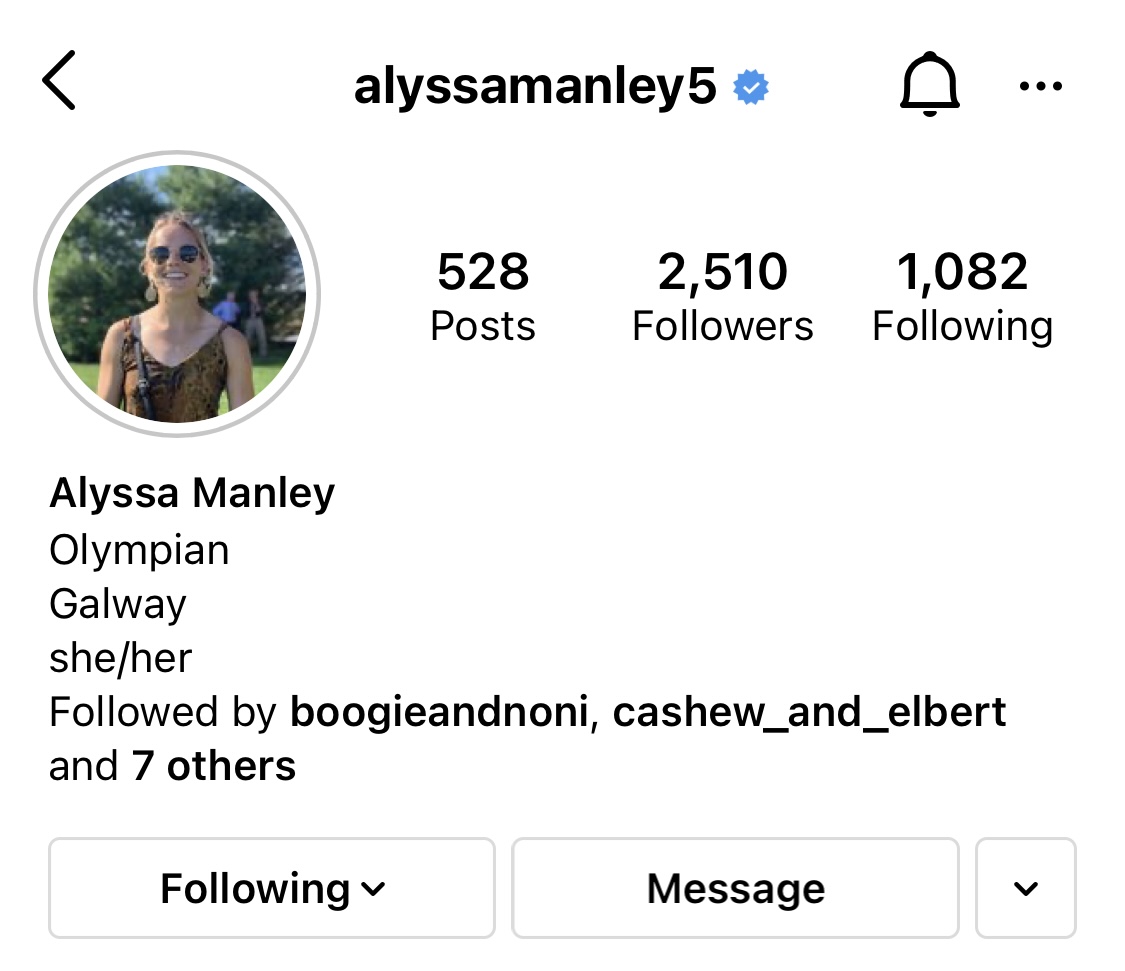 alyssamanley5
528 2,510 1,082
Posts Followers Following
Alyssa Manley
Olympian
Galway
she/her
Followed by boogieandnoni, cashew_and_elbert
and 7 others
Following Message